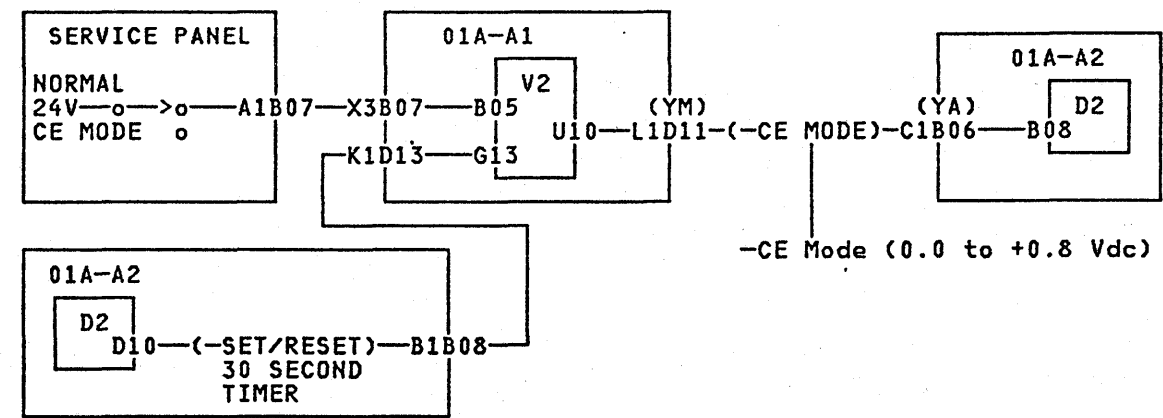 SERVICE PANEL
NORMAL
24V—o—>o——A1B07—X3B07——B05
CE MODE o
01A-A1
V2
(YM)
U10—L1D11-(-CE MODE)-C1B06——B08
K1D13——G13
01A-A2
(YA)
D2
-CE Mode (0.0 to +0.8 Vdc)
01A-A2
D2
D10—(-SET/RESET)—B1B08
30 SECOND
TIMER